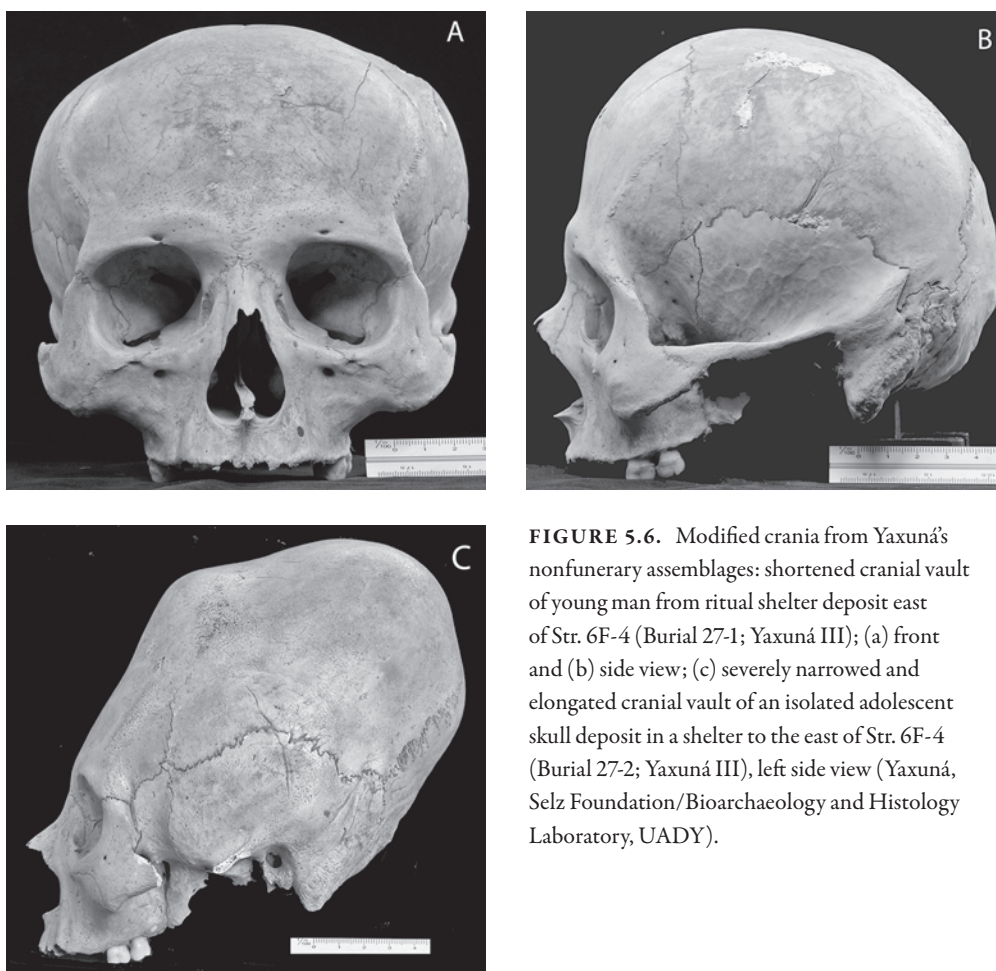 A
B
C
FIGURE 5.6. Modified crania from Yaxuná's
nonfunerary assemblages: shortened cranial vault
of young man from ritual shelter deposit east
of Str. 6F-4 (Burial 27-1; Yaxuná III); (a) front
and (b) side view; (c) severely narrowed and
elongated cranial vault of an isolated adolescent
skull deposit in a shelter to the east of Str. 6F-4
(Burial 27-2; Yaxuná III), left side view (Yaxuná,
Selz Foundation/Bioarchaeology and Histology
Laboratory, UADY).